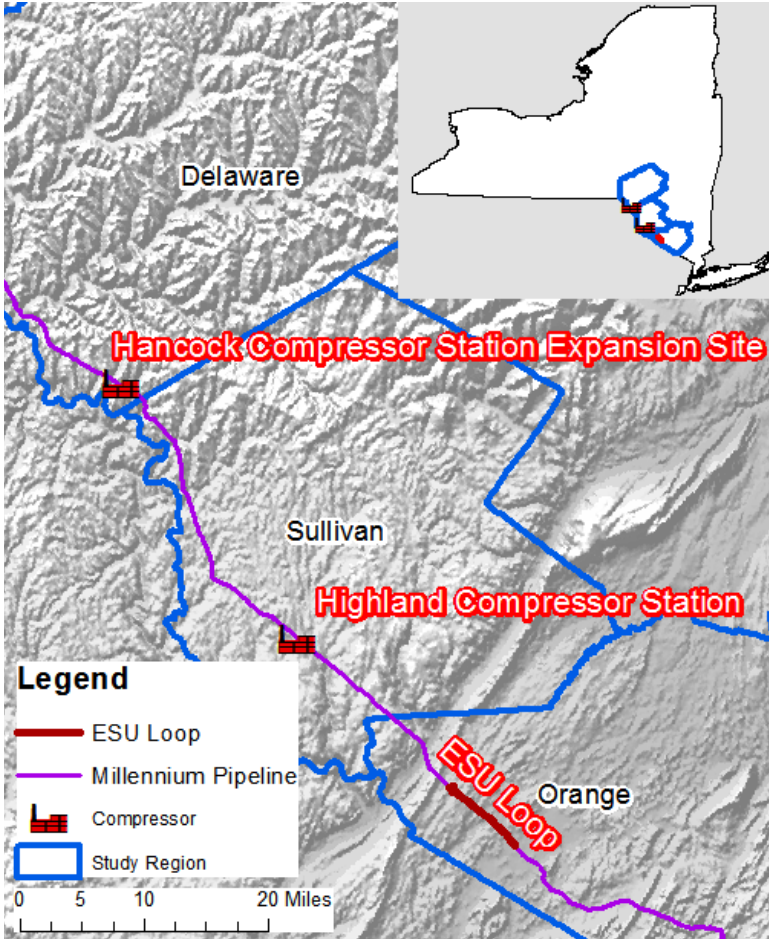 Delaware
Hancock Compressor Station Expansion Site
Sullivan
Highland Compressor Station
ESU Loop
Orange
Legend
ESU Loop
Millennium Pipeline
Compressor
Study Region
0 5 10 20 Miles